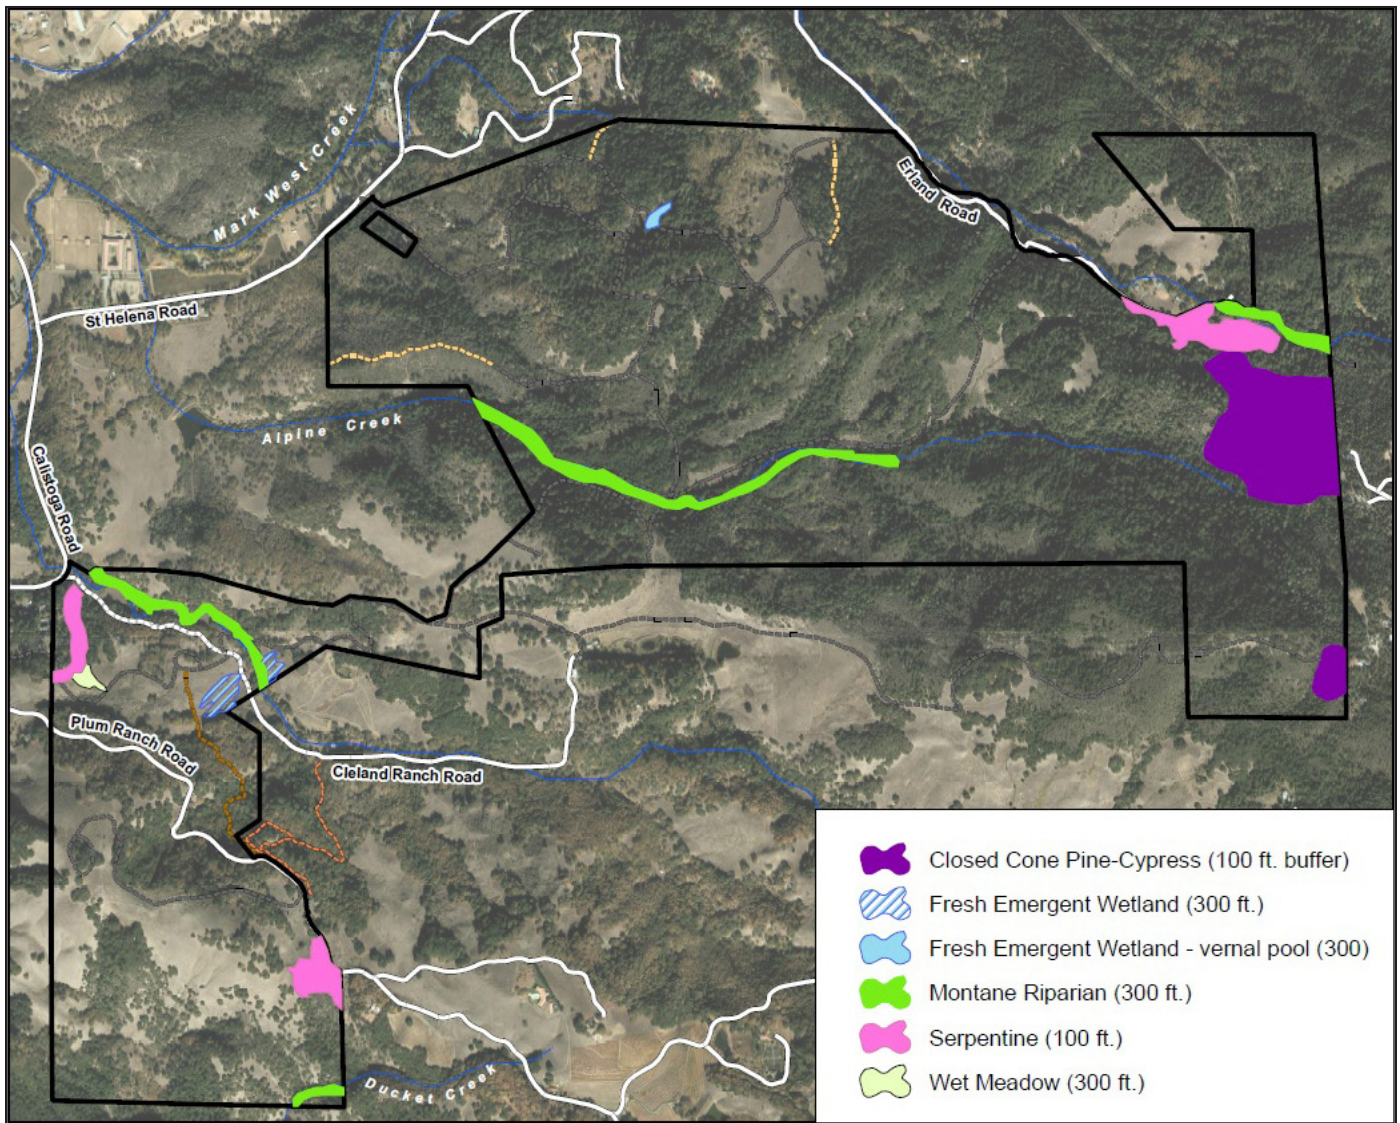 Mark West Creek
Erland Road
St Helena Road
Alpine Creek
Calistoga Road
Plum Ranch Road
Cleland Ranch Road
Ducket Creek
Closed Cone Pine-Cypress (100 ft. buffer)
Fresh Emergent Wetland (300 ft.)
Fresh Emergent Wetland - vernal pool (300)
Montane Riparian (300 ft.)
Serpentine (100 ft.)
Wet Meadow (300 ft.)